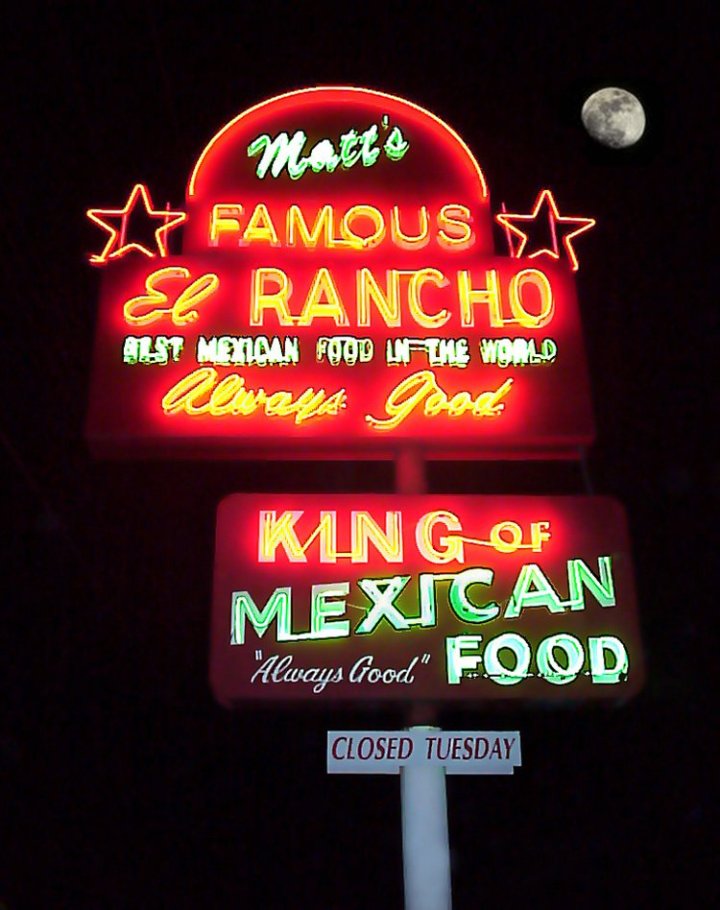 Matt's
FAMOUS
El RANCHO
BEST MEXICAN FOOD IN THE WORLD
Always Good
KING OF
MEXICAN
"Always Good" FOOD
CLOSED TUESDAY